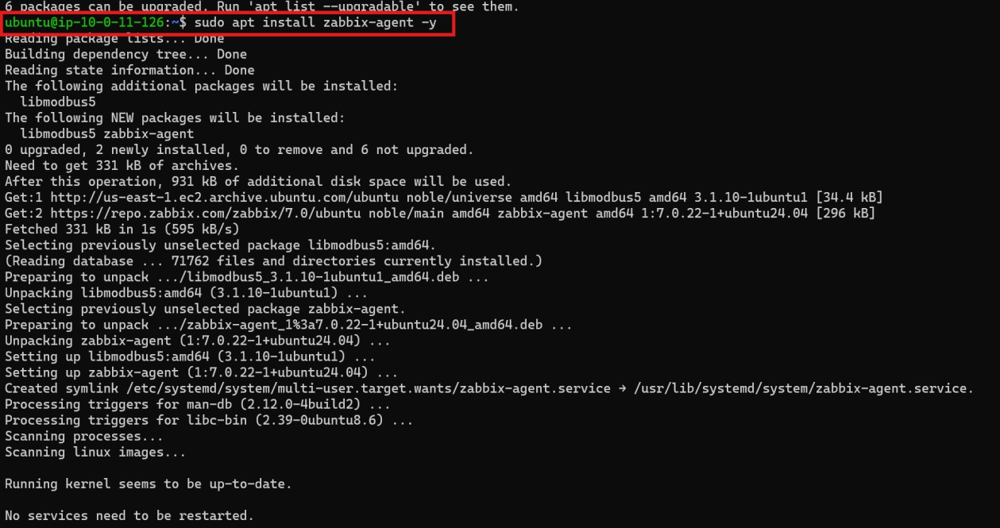 6 packages can be upgraded. Run 'apt list --upgradable' to see them.
ubuntu@ip-10-0-11-126:~$ sudo apt install zabbix-agent -y
Reading package lists... Done
Building dependency tree... Done
Reading state information... Done
The following additional packages will be installed:
  libmodbus5
The following NEW packages will be installed:
  libmodbus5 zabbix-agent
0 upgraded, 2 newly installed, 0 to remove and 6 not upgraded.
Need to get 331 kB of archives.
After this operation, 931 kB of additional disk space will be used.
Get:1 http://us-east-1.ec2.archive.ubuntu.com/ubuntu noble/universe amd64 libmodbus5 amd64 3.1.10-1ubuntu1 [34.4 kB]
Get:2 https://repo.zabbix.com/zabbix/7.0/ubuntu noble/main amd64 zabbix-agent amd64 1:7.0.22-1+ubuntu24.04 [296 kB]
Fetched 331 kB in 1s (595 kB/s)
Selecting previously unselected package libmodbus5:amd64.
(Reading database ... 71762 files and directories currently installed.)
Preparing to unpack .../libmodbus5_3.1.10-1ubuntu1_amd64.deb ...
Unpacking libmodbus5:amd64 (3.1.10-1ubuntu1) ...
Selecting previously unselected package zabbix-agent.
Preparing to unpack .../zabbix-agent_1%3a7.0.22-1+ubuntu24.04_amd64.deb ...
Unpacking zabbix-agent (1:7.0.22-1+ubuntu24.04) ...
Setting up libmodbus5:amd64 (3.1.10-1ubuntu1) ...
Setting up zabbix-agent (1:7.0.22-1+ubuntu24.04) ...
Created symlink /etc/systemd/system/multi-user.target.wants/zabbix-agent.service → /usr/lib/systemd/system/zabbix-agent.service.
Processing triggers for man-db (2.12.0-4build2) ...
Processing triggers for libc-bin (2.39-0ubuntu8.6) ...
Scanning processes...
Scanning linux images...

Running kernel seems to be up-to-date.

No services need to be restarted.